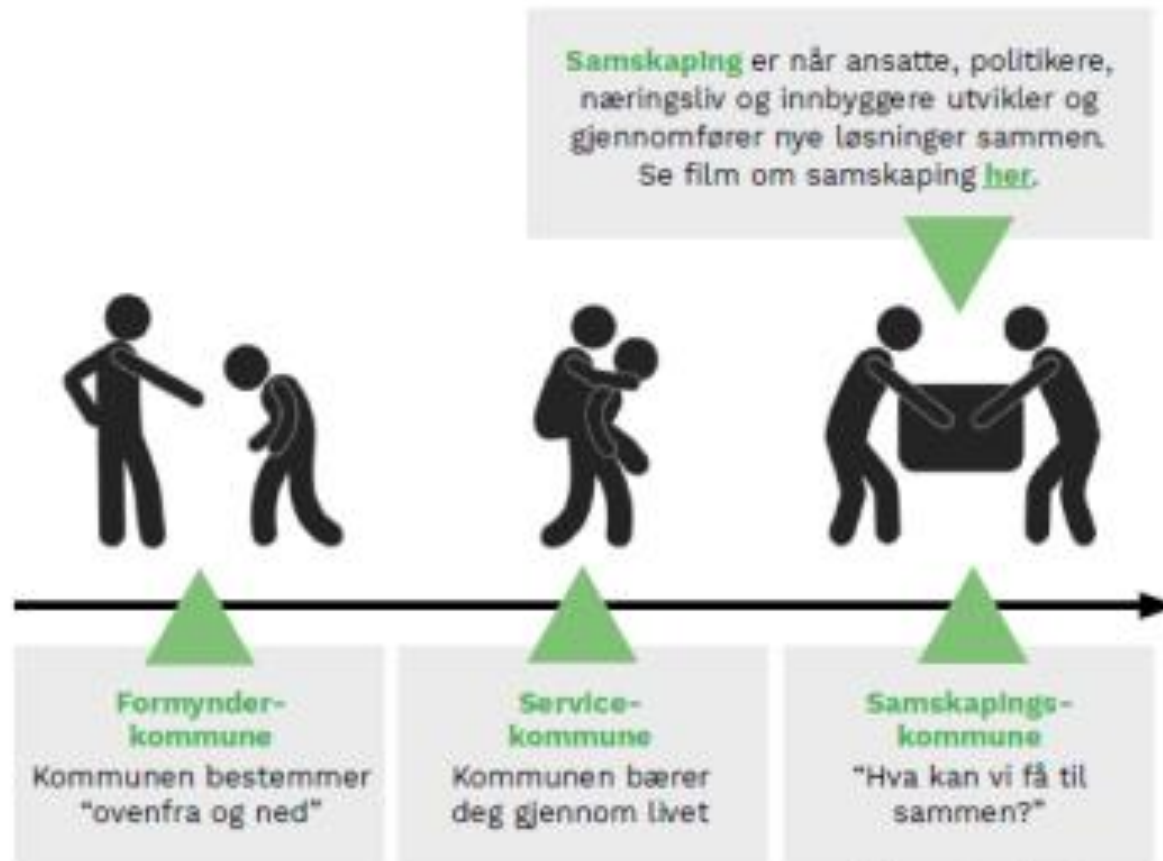 Samskaping er når ansatte, politikere,
næringsliv og innbyggere utvikler og
gjennomfører nye løsninger sammen.
Se film om samskaping her.
Formynder-
kommune
Kommunen bestemmer
"ovenfra og ned"
Service-
kommune
Kommunen bærer
deg gjennom livet
Samskapings-
kommune
"Hva kan vi få til
sammen?"